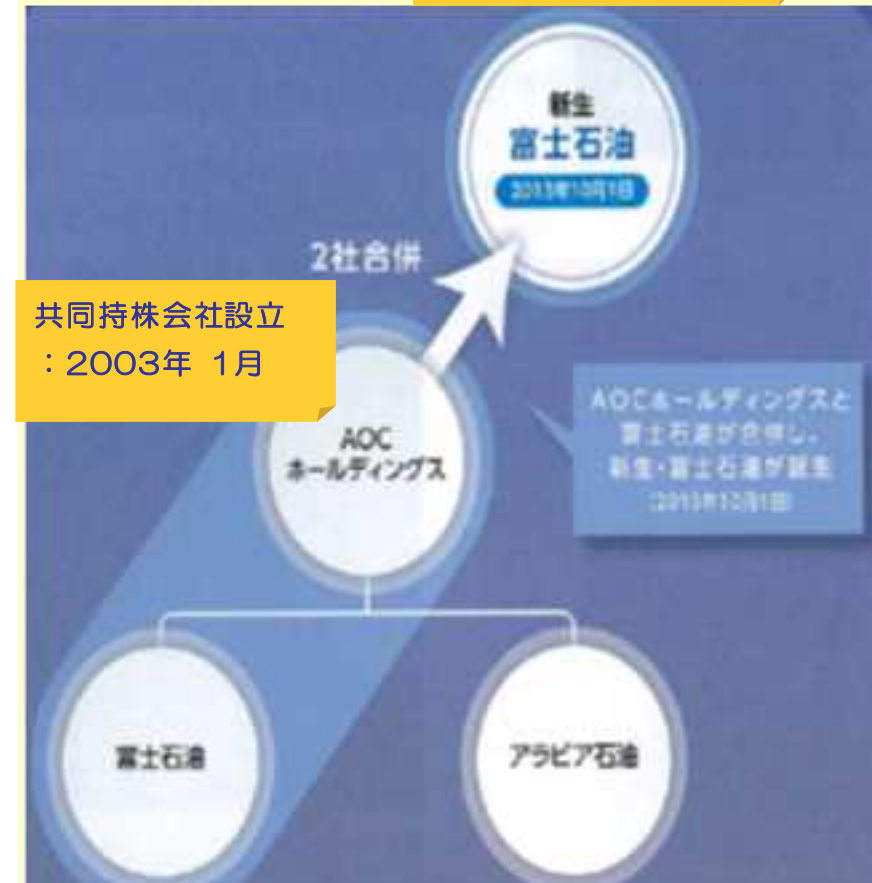 新生
富士石油
2013年10月1日
2社合併
共同持株会社設立
：2003年 1月
AOC
ホールディングス
AOCホールディングスと
富士石油が合併し、
新生・富士石油が誕生
(2013年10月1日)
富士石油
アラビア石油